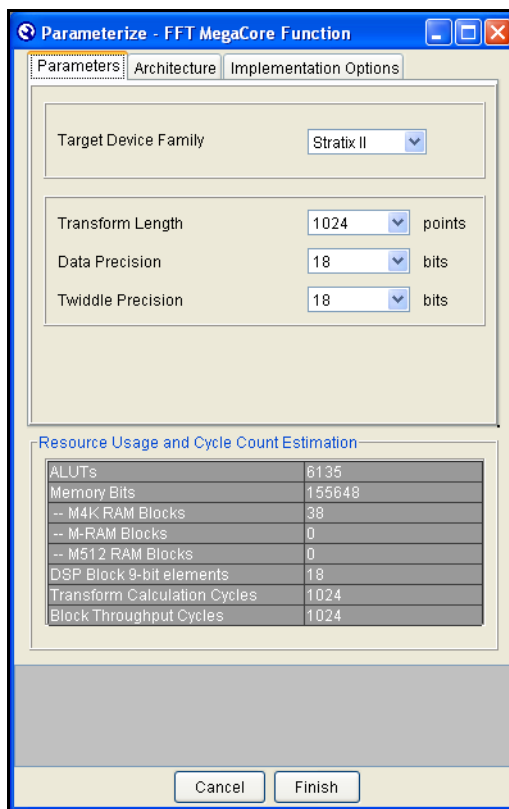 Parameterize - FFT MegaCore Function
Parameters Architecture Implementation Options
Target Device Family Stratix II
Transform Length 1024 points
Data Precision 18 bits
Twiddle Precision 18 bits
Resource Usage and Cycle Count Estimation
ALUTs 6135
Memory Bits 155648
-- M4K RAM Blocks 38
-- M-RAM Blocks 0
-- M512 RAM Blocks 0
DSP Block 9-bit elements 18
Transform Calculation Cycles 1024
Block Throughput Cycles 1024
Cancel Finish